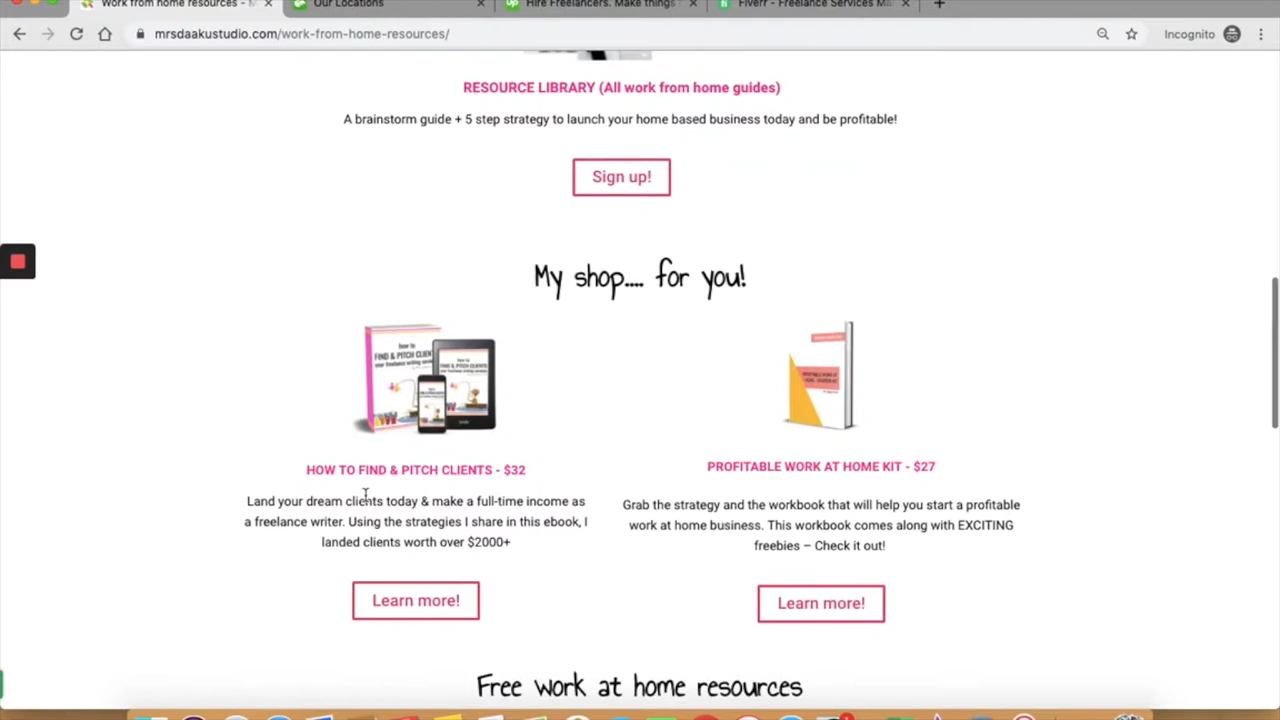 Work from home resources - M
Our Locations
Hire Freelancers. Make things
Fiverr - Freelance Services Ma
mrsdaakustudio.com/work-from-home-resources/
Incognito
RESOURCE LIBRARY (All work from home guides)
A brainstorm guide + 5 step strategy to launch your home based business today and be profitable!
Sign up!
My shop.... for you!
how to
FIND & PITCH CLIENTS
HOW TO FIND & PITCH CLIENTS - $32
PROFITABLE WORK AT HOME KIT - $27
Land your dream clients today & make a full-time income as
a freelance writer. Using the strategies I share in this ebook, I
landed clients worth over $2000+
Grab the strategy and the workbook that will help you start a profitable
work at home business. This workbook comes along with EXCITING
freebies – Check it out!
Learn more!
Learn more!
Free work at home resources